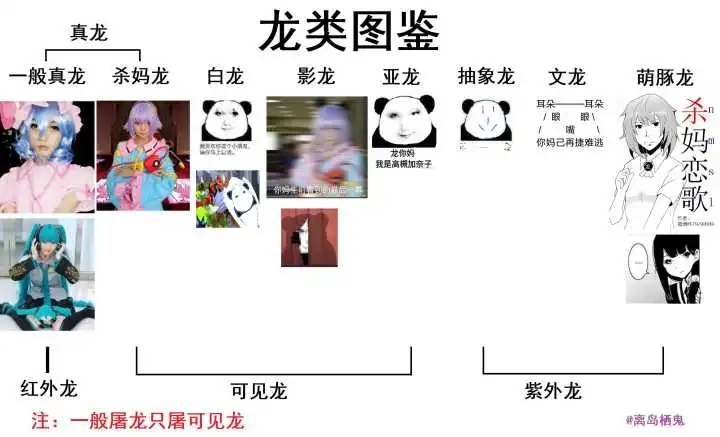 龙类图鉴
真龙
一般真龙
杀妈龙
白龙
影龙
亚龙
抽象龙
文龙
萌豚龙
你妈生前看到的最后一幕
龙你妈
我是高槻加奈子
耳朵———耳朵
/ 眼 眼 \
/ 嘴 \
你妈己再捷难逃
杀妈恋歌
nmsl
红外龙
可见龙
紫外龙
注：一般屠龙只屠可见龙
@离岛栖鬼